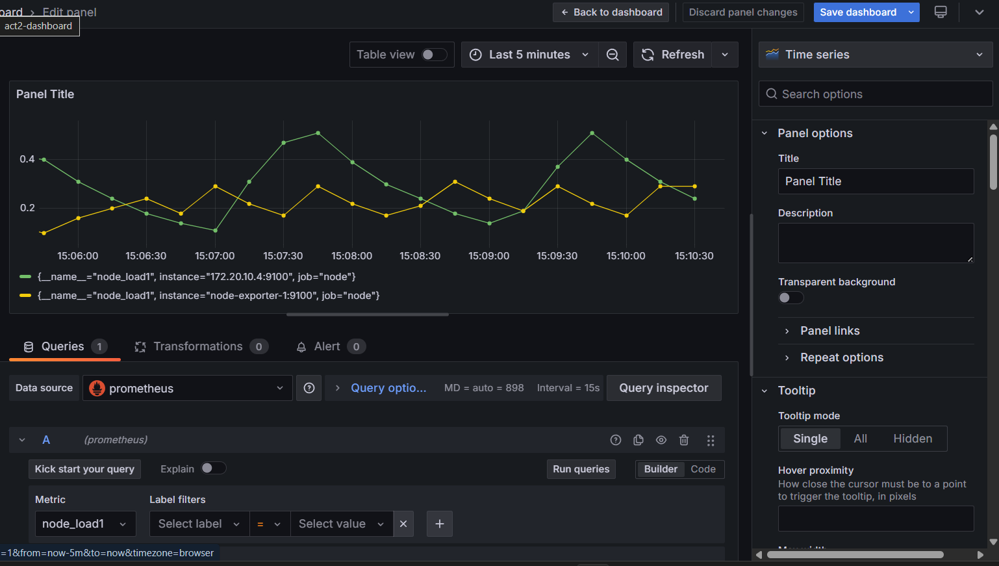 oard > Edit panel
act2-dashboard
Back to dashboard
Discard panel changes
Save dashboard
Table view
Last 5 minutes
Refresh
Time series
Panel Title
Search options
0.4
0.2
15:06:00 15:06:30 15:07:00 15:07:30 15:08:00 15:08:30 15:09:00 15:09:30 15:10:00 15:10:30
{__name__="node_load1", instance="172.20.10.4:9100", job="node"}
{__name__="node_load1", instance="node-exporter-1:9100", job="node"}
Panel options
Title
Panel Title
Description
Transparent background
Panel links
Repeat options
Tooltip
Tooltip mode
Single All Hidden
Hover proximity
How close the cursor must be to a point
to trigger the tooltip, in pixels
Queries 1
Transformations 0
Alert 0
Data source
prometheus
Query optio...
MD = auto = 898
Interval = 15s
Query inspector
A
(prometheus)
Kick start your query
Explain
Run queries
Builder Code
Metric
Label filters
node_load1
Select label
=
Select value
=1&from=now-5m&to=now&timezone=browser